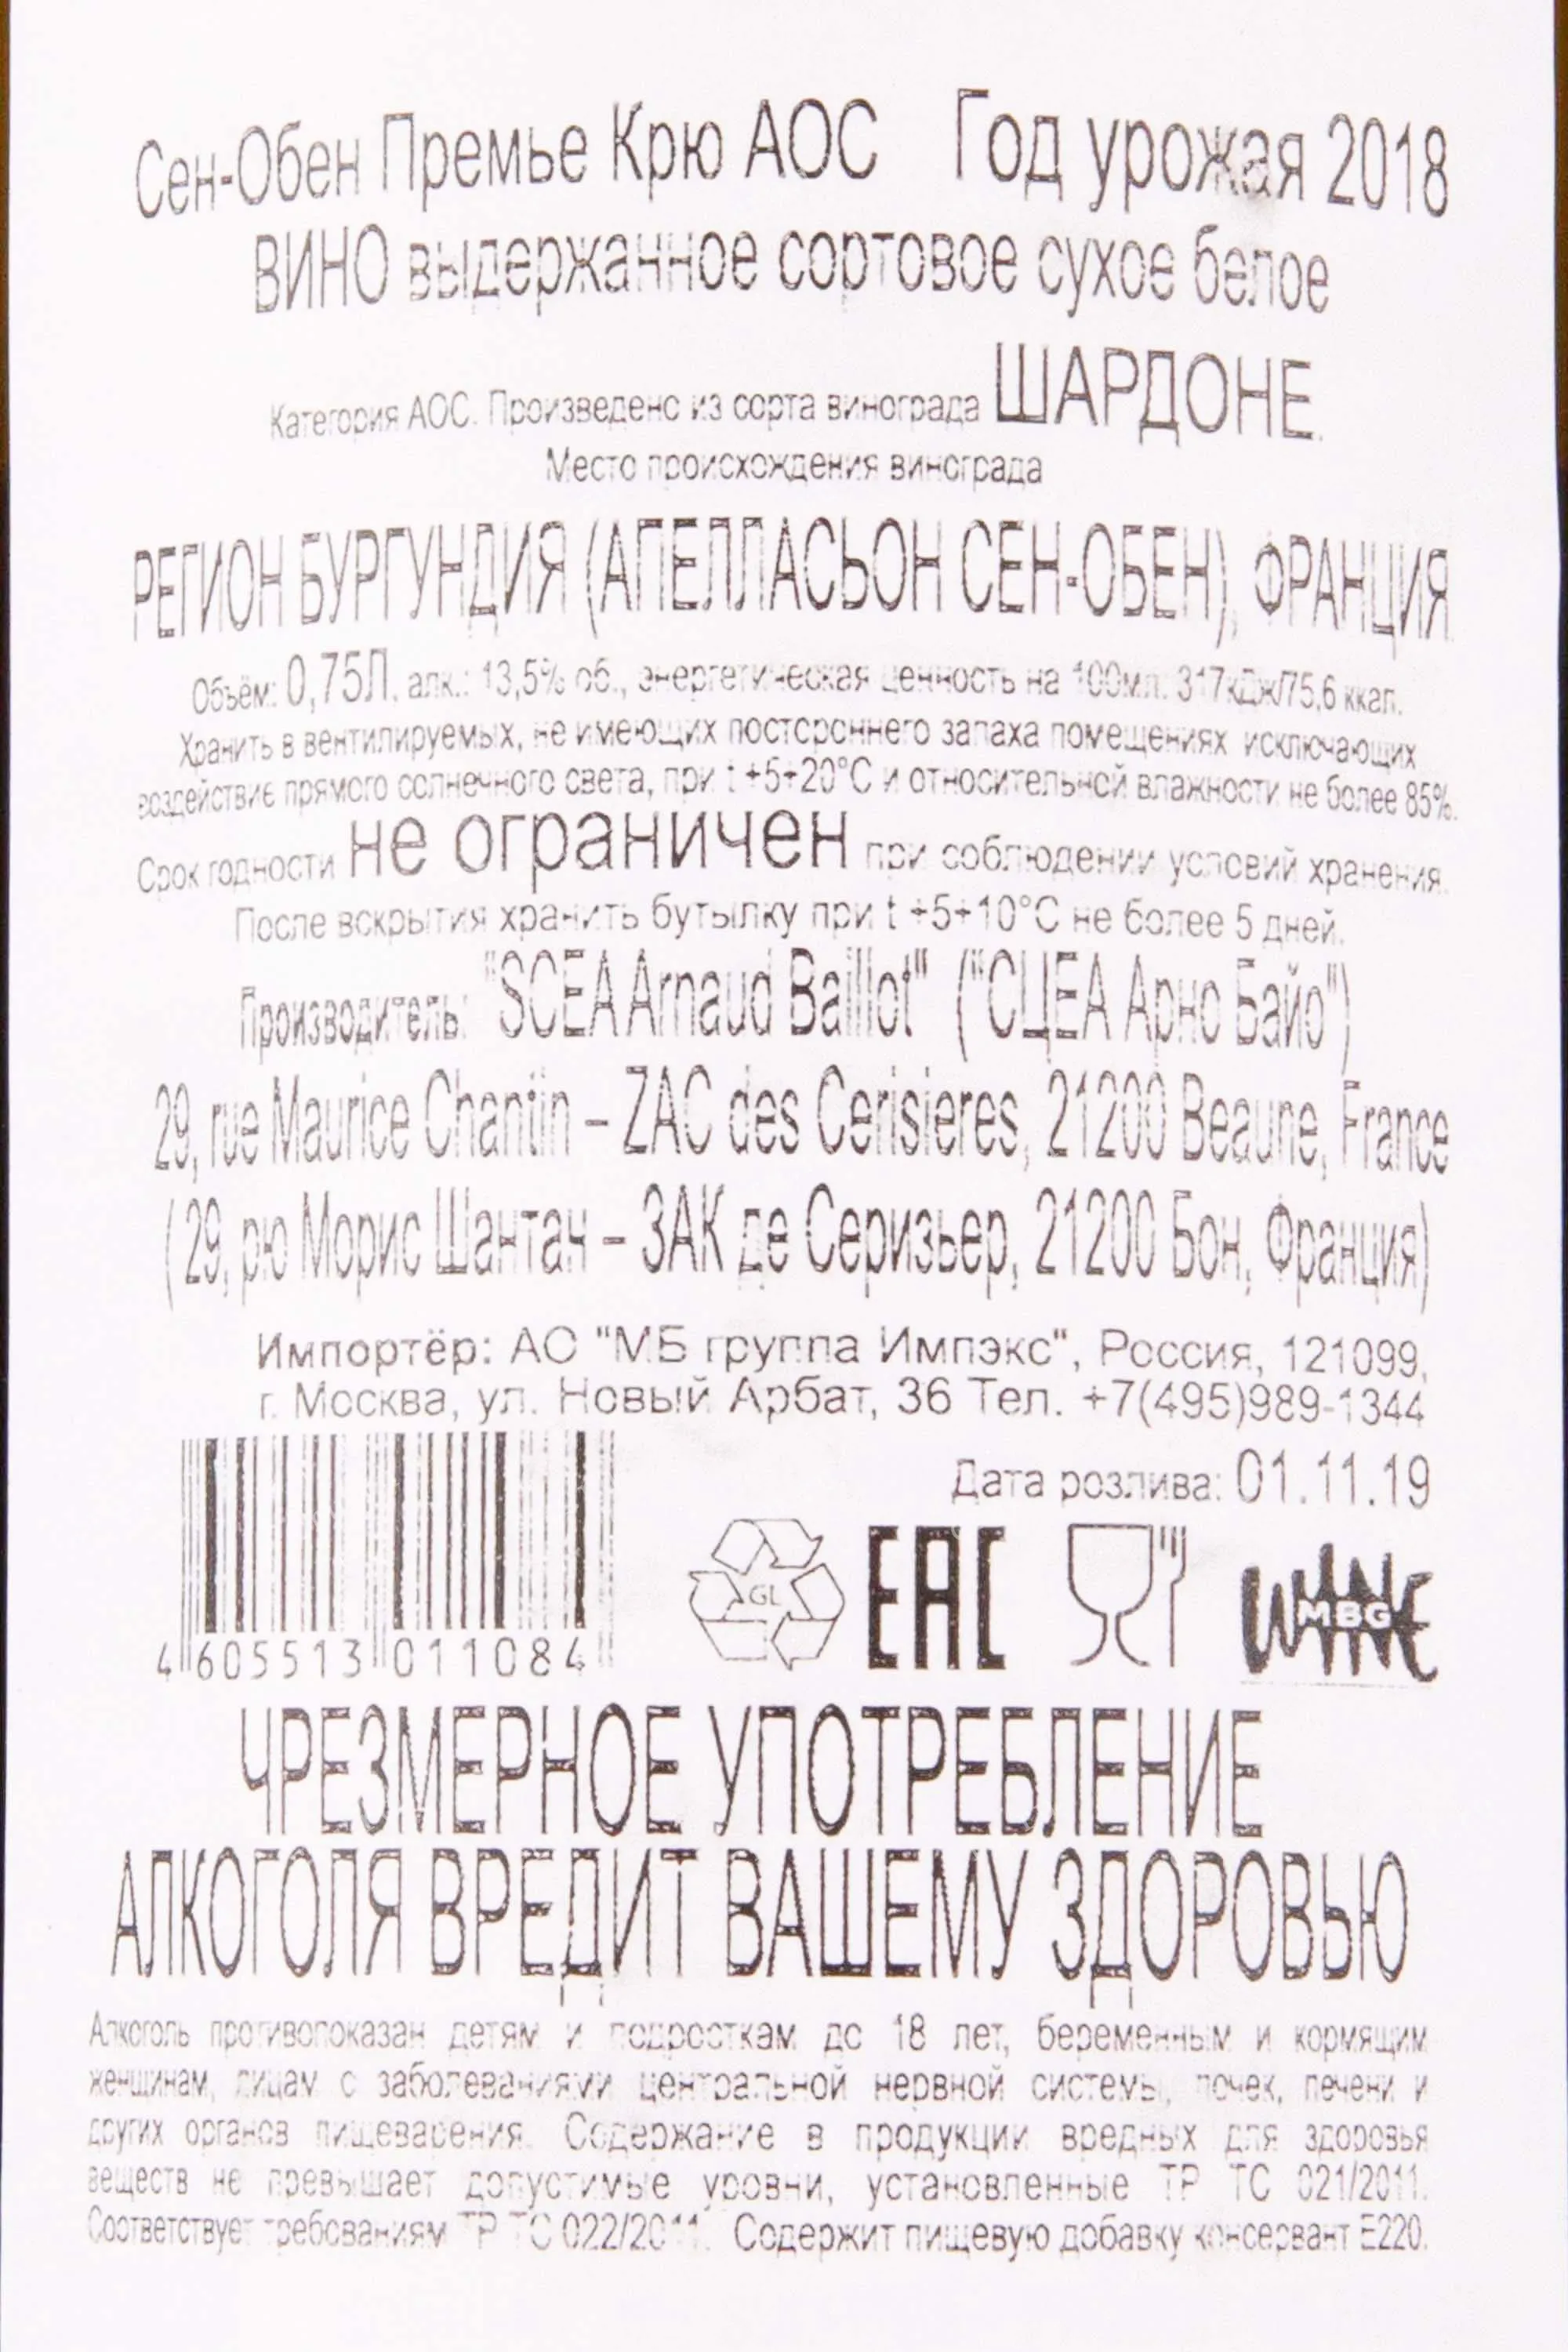 Сен-Обен Премье Крю АОС Год урожая 2018
ВИНО выдержанное сортовое сухое белое
Категория АОС. Произведено из сорта винограда ШАРДОНЕ.
Место происхождения винограда
РЕГИОН БУРГУНДИЯ (АПЕЛЛАСЬОН СЕН-ОБЕН), ФРАНЦИЯ.
Объём: 0,75Л. алк.: 13,5% об., энергетическая ценность на 100мл: 317кДж/75,6 ккал.
Хранить в вентилируемых, не имеющих постороннего запаха помещениях исключающих
воздействие прямого солнечного света, при t +5+20°С и относительной влажности не более 85%.
Срок годности не ограничен при соблюдении условий хранения.
После вскрытия хранить бутылку при t +5+10°С не более 5 дней.
Производитель: "SCEA Arnaud Baillot" ("СЦЕА Арно Байо")
29, rue Maurice Chantin – ZAC des Cerisieres, 21200 Beaune, France
( 29, рю Морис Шантан – ЗАК де Серизьер, 21200 Бон, Франция)
Импортёр: АО "МБ группа Импэкс", Россия, 121099,
г. Москва, ул. Новый Арбат, 36 Тел. +7(495)989-1344
Дата розлива: 01.11.19
GL EAC WINE MBG
4 605513 011084
ЧРЕЗМЕРНОЕ УПОТРЕБЛЕНИЕ
АЛКОГОЛЯ ВРЕДИТ ВАШЕМУ ЗДОРОВЬЮ
Алкоголь противопоказан детям и подросткам до 18 лет, беременным и кормящим
женщинам, лицам с заболеваниями центральной нервной системы, почек, печени и
других органов пищеварения. Содержание в продукции вредных для здоровья
веществ не превышает допустимые уровни, установленные ТР ТС 021/2011.
Соответствует требованиям ТР ТС 022/2011. Содержит пищевую добавку консервант Е220.